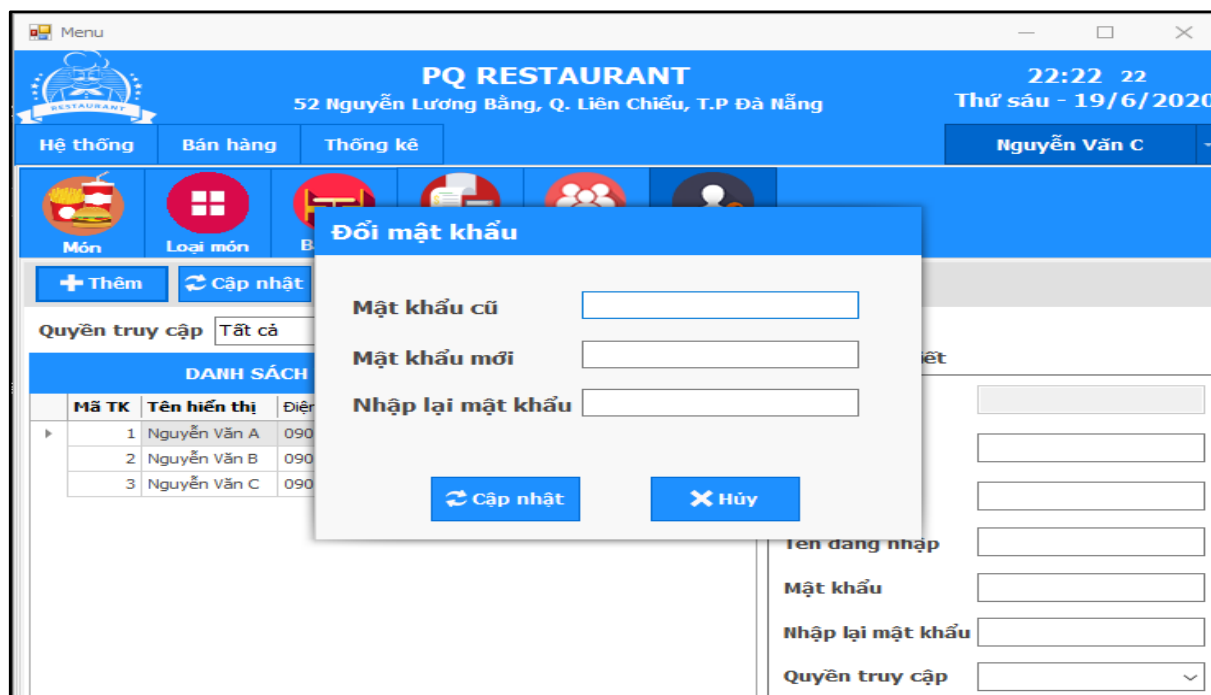 Menu
RESTAURANT
PQ RESTAURANT
52 Nguyễn Lương Bằng, Q. Liên Chiểu, T.P Đà Nẵng
22:22 22
Thứ sáu - 19/6/2020
Hệ thống Bán hàng Thống kê
Nguyễn Văn C
Món Loại món B
Đổi mật khẩu
Thêm Cập nhật
Mật khẩu cũ
Quyền truy cập Tất cả
Mật khẩu mới
iết
DANH SÁCH
Nhập lại mật khẩu
Mã TK Tên hiển thị Điện
1 Nguyễn Văn A 090
2 Nguyễn Văn B 090
3 Nguyễn Văn C 090
Cập nhật Hủy
Tên đăng nhập
Mật khẩu
Nhập lại mật khẩu
Quyền truy cập